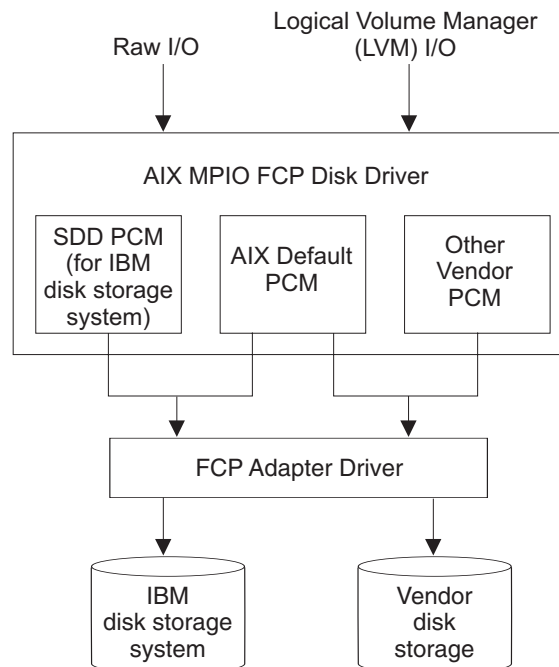 Raw I/O
Logical Volume Manager
(LVM) I/O
AIX MPIO FCP Disk Driver
SDD PCM
(for IBM
disk storage
system)
AIX Default
PCM
Other
Vendor
PCM
FCP Adapter Driver
IBM
disk storage
system
Vendor
disk
storage